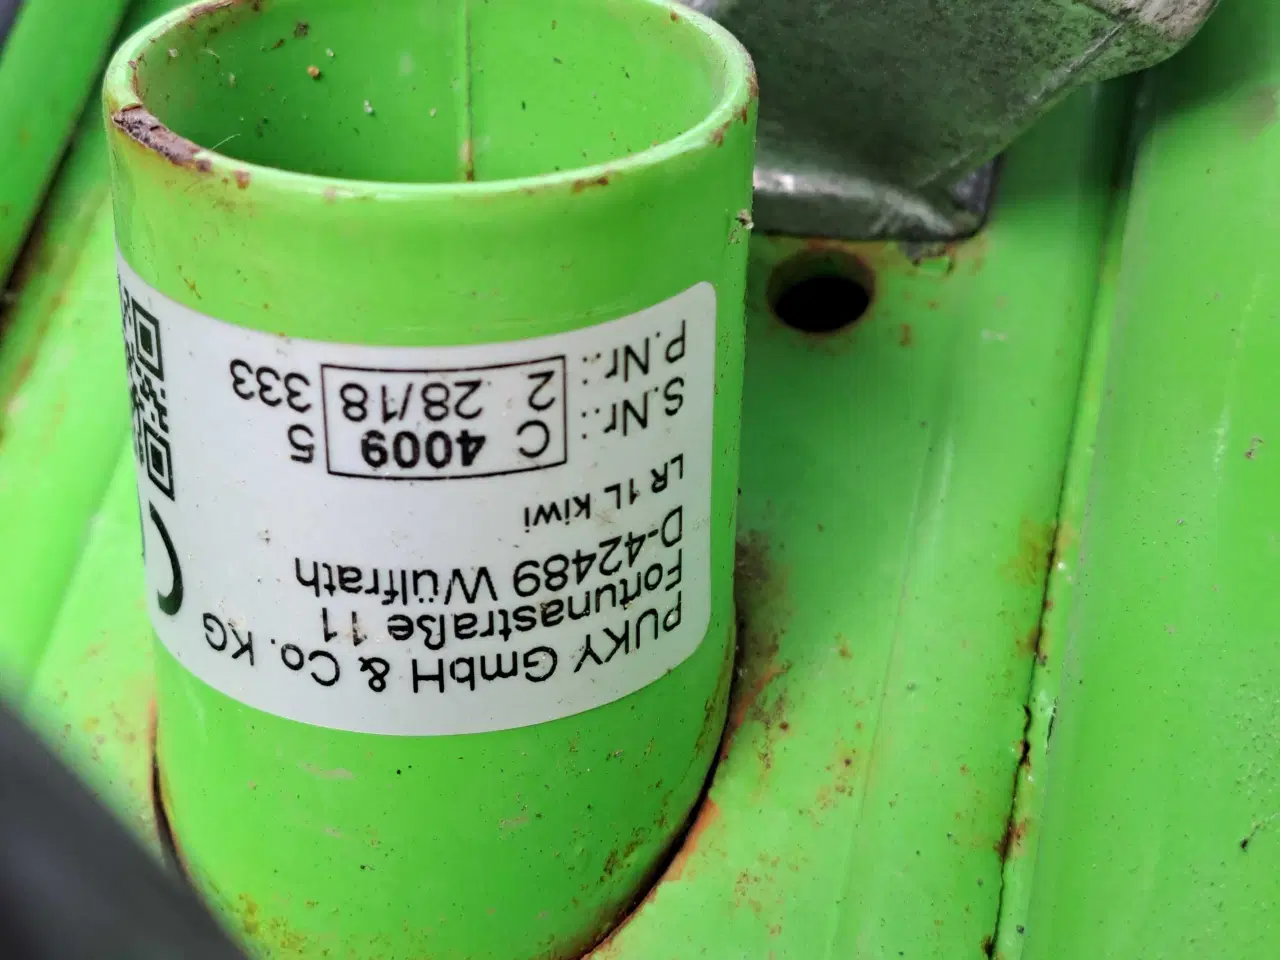 PUKY GmbH & Co. KG
Fortunastraße 11
D-42489 Wülfrath
LR 1L kiwi
S.Nr.: C 4009 5
P.Nr.: 2 28/18 333